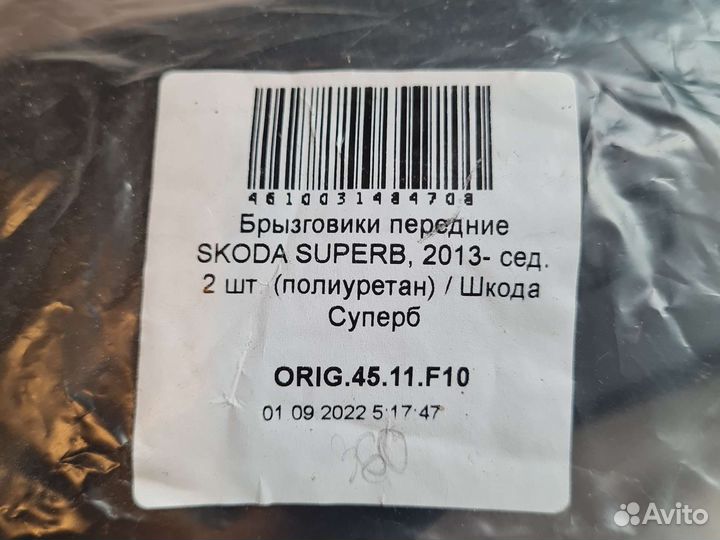 4610031484708
Брызговики передние
SKODA SUPERB, 2013- сед.
2 шт. (полиуретан) / Шкода
Суперб
ORIG.45.11.F10
01 09 2022 5:17:47
380
Avito